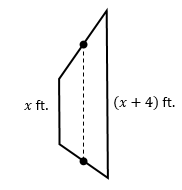 x ft. (x + 4) ft.